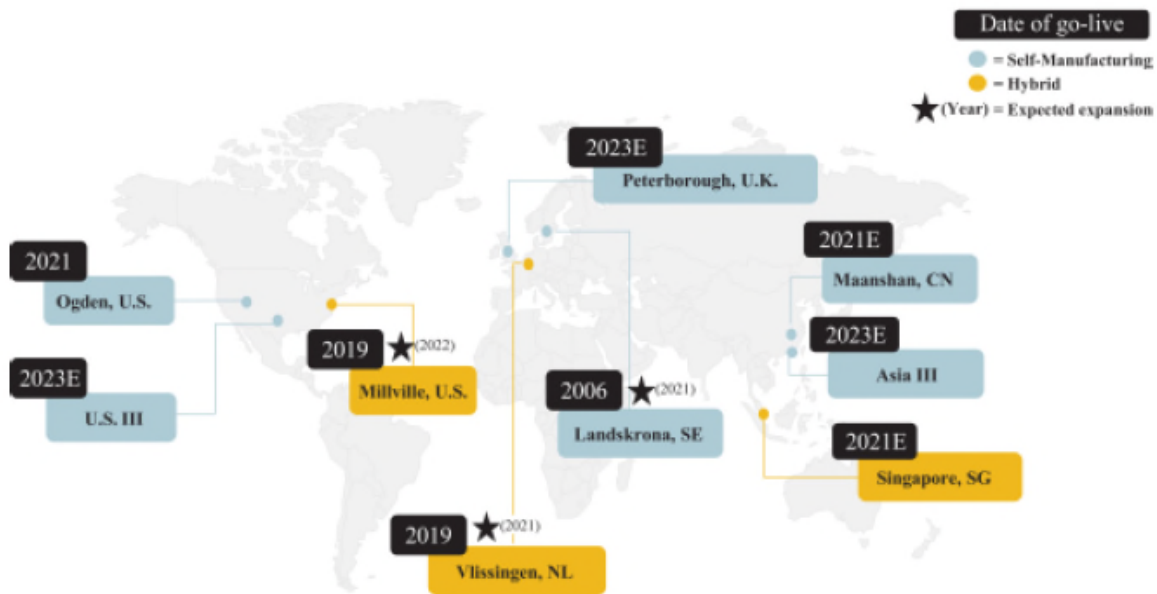 Date of go-live
= Self-Manufacturing
= Hybrid
(Year) = Expected expansion
2023E
Peterborough, U.K.
2021
Ogden, U.S.
2021E
Maanshan, CN
2019
(2022)
Millville, U.S.
2023E
U.S. III
2006
(2021)
Landskrona, SE
2023E
Asia III
2021E
Singapore, SG
2019
(2021)
Vlissingen, NL